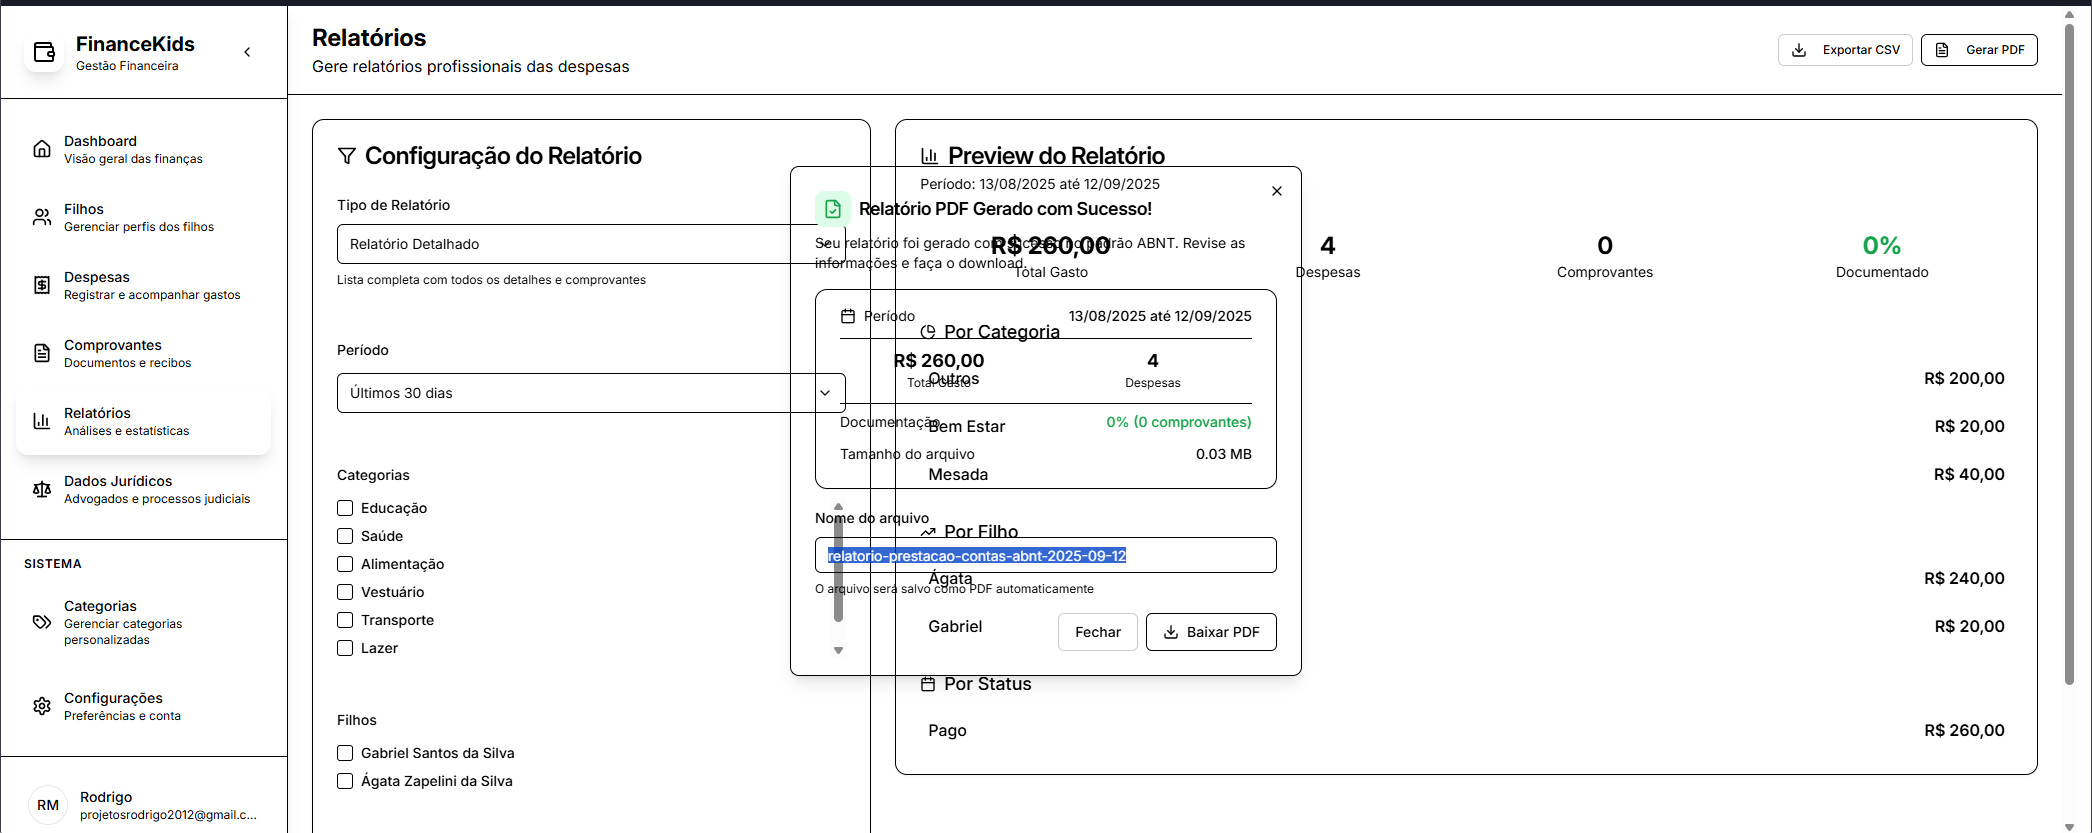 FinanceKids
Gestão Financeira
Dashboard
Visão geral das finanças
Filhos
Gerenciar perfis dos filhos
Despesas
Registrar e acompanhar gastos
Comprovantes
Documentos e recibos
Relatórios
Análises e estatísticas
Dados Jurídicos
Advogados e processos judiciais
SISTEMA
Categorias
Gerenciar categorias
personalizadas
Configurações
Preferências e conta
RM
Rodrigo
projetosrodrigo2012@gmail.c...
Relatórios
Gere relatórios profissionais das despesas
Exportar CSV
Gerar PDF
Configuração do Relatório
Tipo de Relatório
Relatório Detalhado
Lista completa com todos os detalhes e comprovantes
Período
Últimos 30 dias
Categorias
Educação
Saúde
Alimentação
Vestuário
Transporte
Lazer
Filhos
Gabriel Santos da Silva
Ágata Zapelini da Silva
Preview do Relatório
Período: 13/08/2025 até 12/09/2025
R$ 260,00
Total Gasto
4
Despesas
0
Comprovantes
0%
Documentado
Por Categoria
Outros
R$ 200,00
Bem Estar
R$ 20,00
Mesada
R$ 40,00
Por Filho
Ágata
R$ 240,00
Gabriel
R$ 20,00
Por Status
Pago
R$ 260,00
Relatório PDF Gerado com Sucesso!
Seu relatório foi gerado com sucesso no padrão ABNT. Revise as
informações e faça o download.
Período
13/08/2025 até 12/09/2025
R$ 260,00
Total Gasto
4
Despesas
Documentação
0% (0 comprovantes)
Tamanho do arquivo
0.03 MB
Nome do arquivo
relatorio-prestacao-contas-abnt-2025-09-12
O arquivo será salvo como PDF automaticamente
Fechar
Baixar PDF